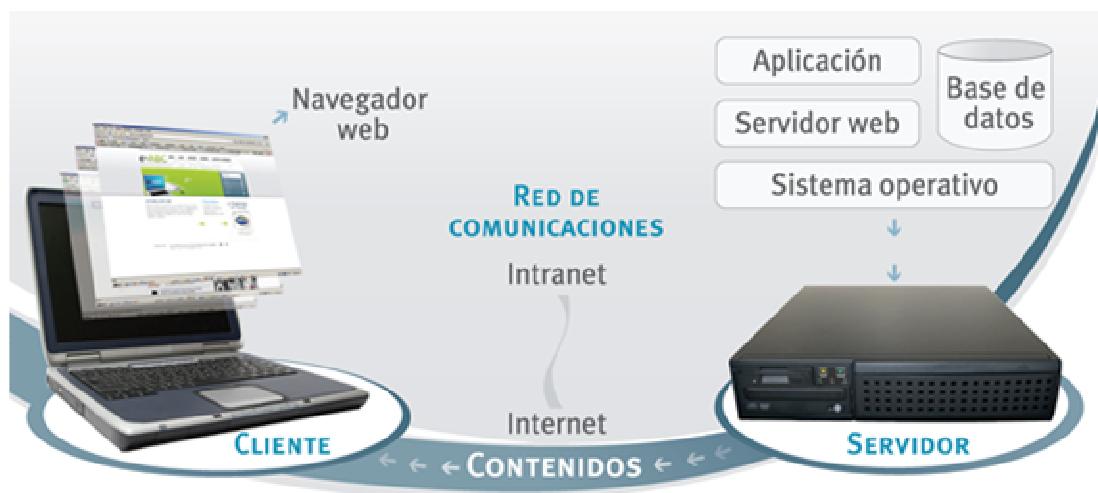 Navegador
web
RED DE
COMUNICACIONES
Intranet
Internet
Aplicación
Servidor web
Base de
datos
Sistema operativo
CLIENTE
CONTENIDOS
SERVIDOR